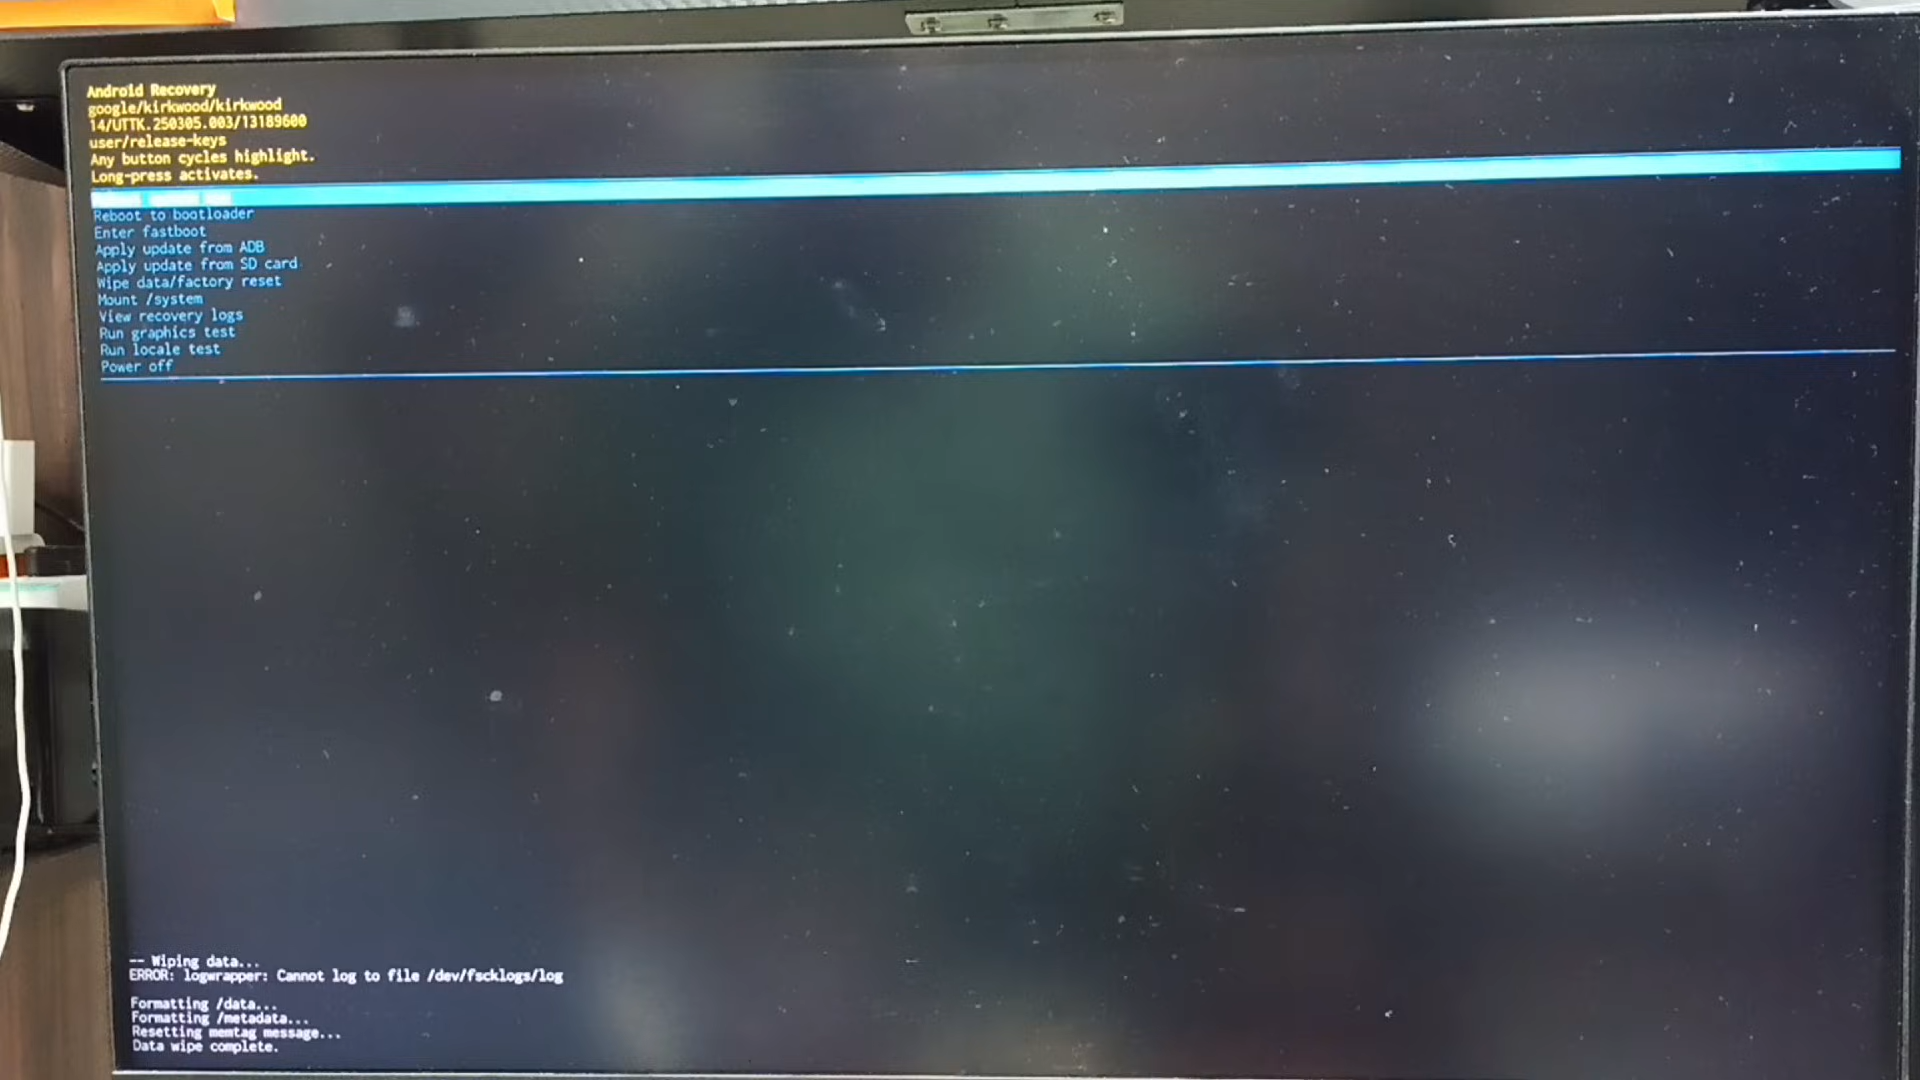 Android Recovery
google/kirkwood/kirkwood
14/UTTK.250305.003/13189600
user/release-keys
Any button cycles highlight.
Long-press activates.
Reboot to bootloader
Enter fastboot
Apply update from ADB
Apply update from SD card
Wipe data/factory reset
Mount /system
View recovery logs
Run graphics test
Run locale test
Power off
-- Wiping data...
ERROR: logwrapper: Cannot log to file /dev/fscklogs/log
Formatting /data...
Formatting /metadata...
Resetting memtag message...
Data wipe complete.